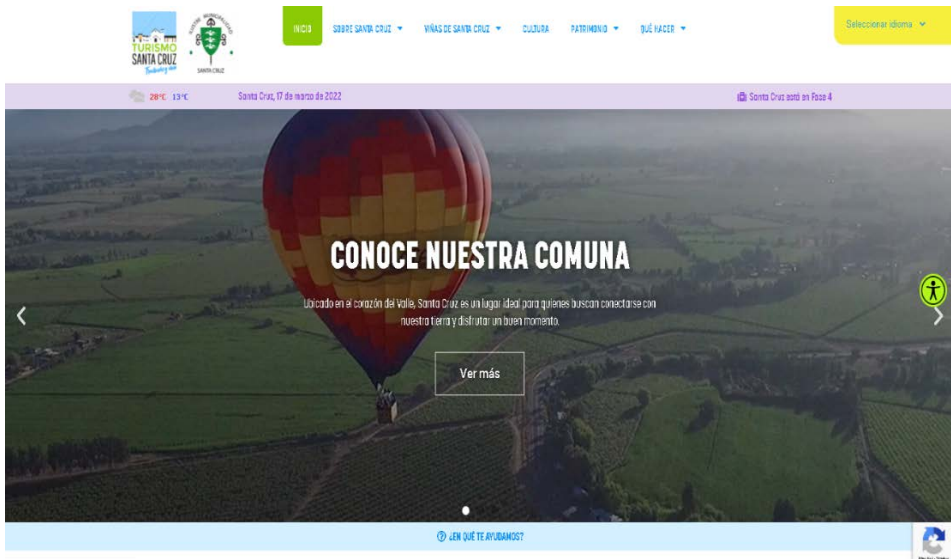 TURISMO
SANTA CRUZ
SANTA CRUZ
INICIO
SOBRE SANTA CRUZ
VIÑAS DE SANTA CRUZ
CULTURA
PATRIMONIO
QUÉ HACER
Seleccionar idioma
28°C 13°C
Santa Cruz, 17 de marzo de 2022
Santa Cruz está en Fase 4
CONOCE NUESTRA COMUNA
Ubicado en el corazón del Valle, Santa Cruz es un lugar ideal para quienes buscan conectarse con
nuestra tierra y disfrutar un buen momento.
Ver más
¿EN QUÉ TE AYUDAMOS?